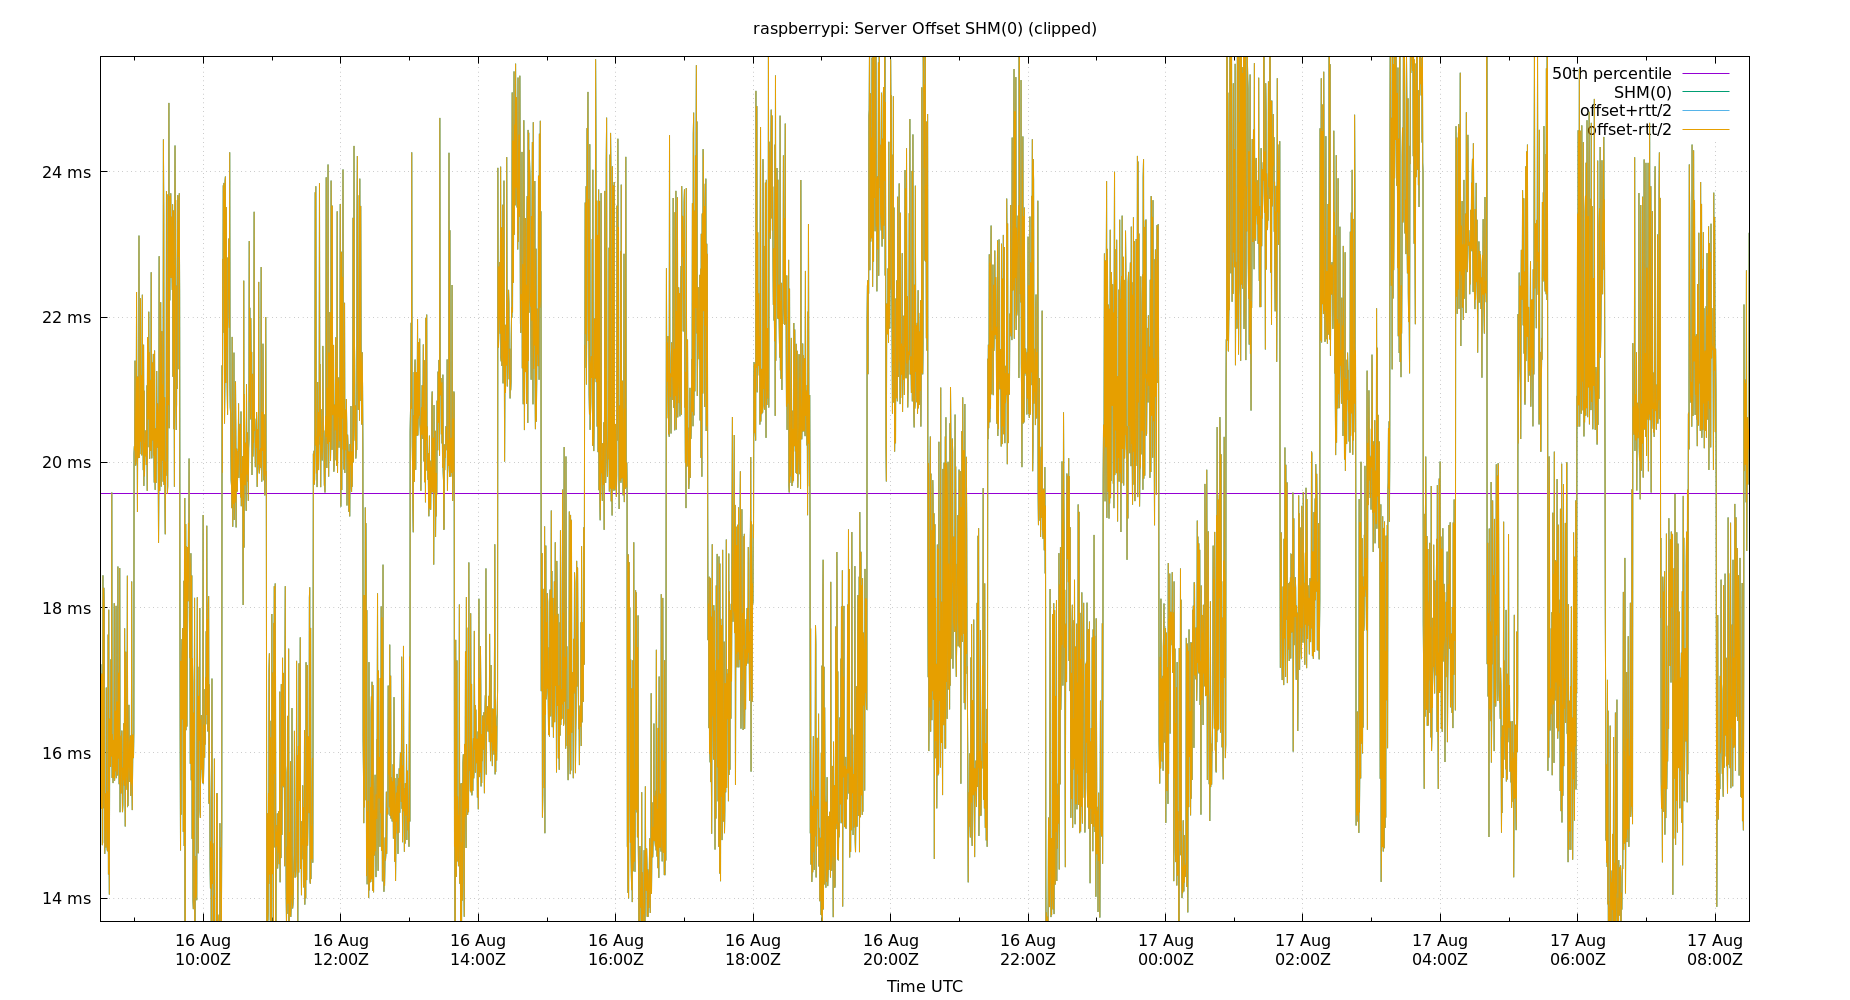 raspberrypi: Server Offset SHM(0) (clipped)
50th percentile
SHM(0)
offset+rtt/2
offset-rtt/2
24 ms
22 ms
20 ms
18 ms
16 ms
14 ms
16 Aug 16 Aug 16 Aug 16 Aug 16 Aug 16 Aug 16 Aug 17 Aug 17 Aug 17 Aug 17 Aug 17 Aug
10:00Z 12:00Z 14:00Z 16:00Z 18:00Z 20:00Z 22:00Z 00:00Z 02:00Z 04:00Z 06:00Z 08:00Z
Time UTC